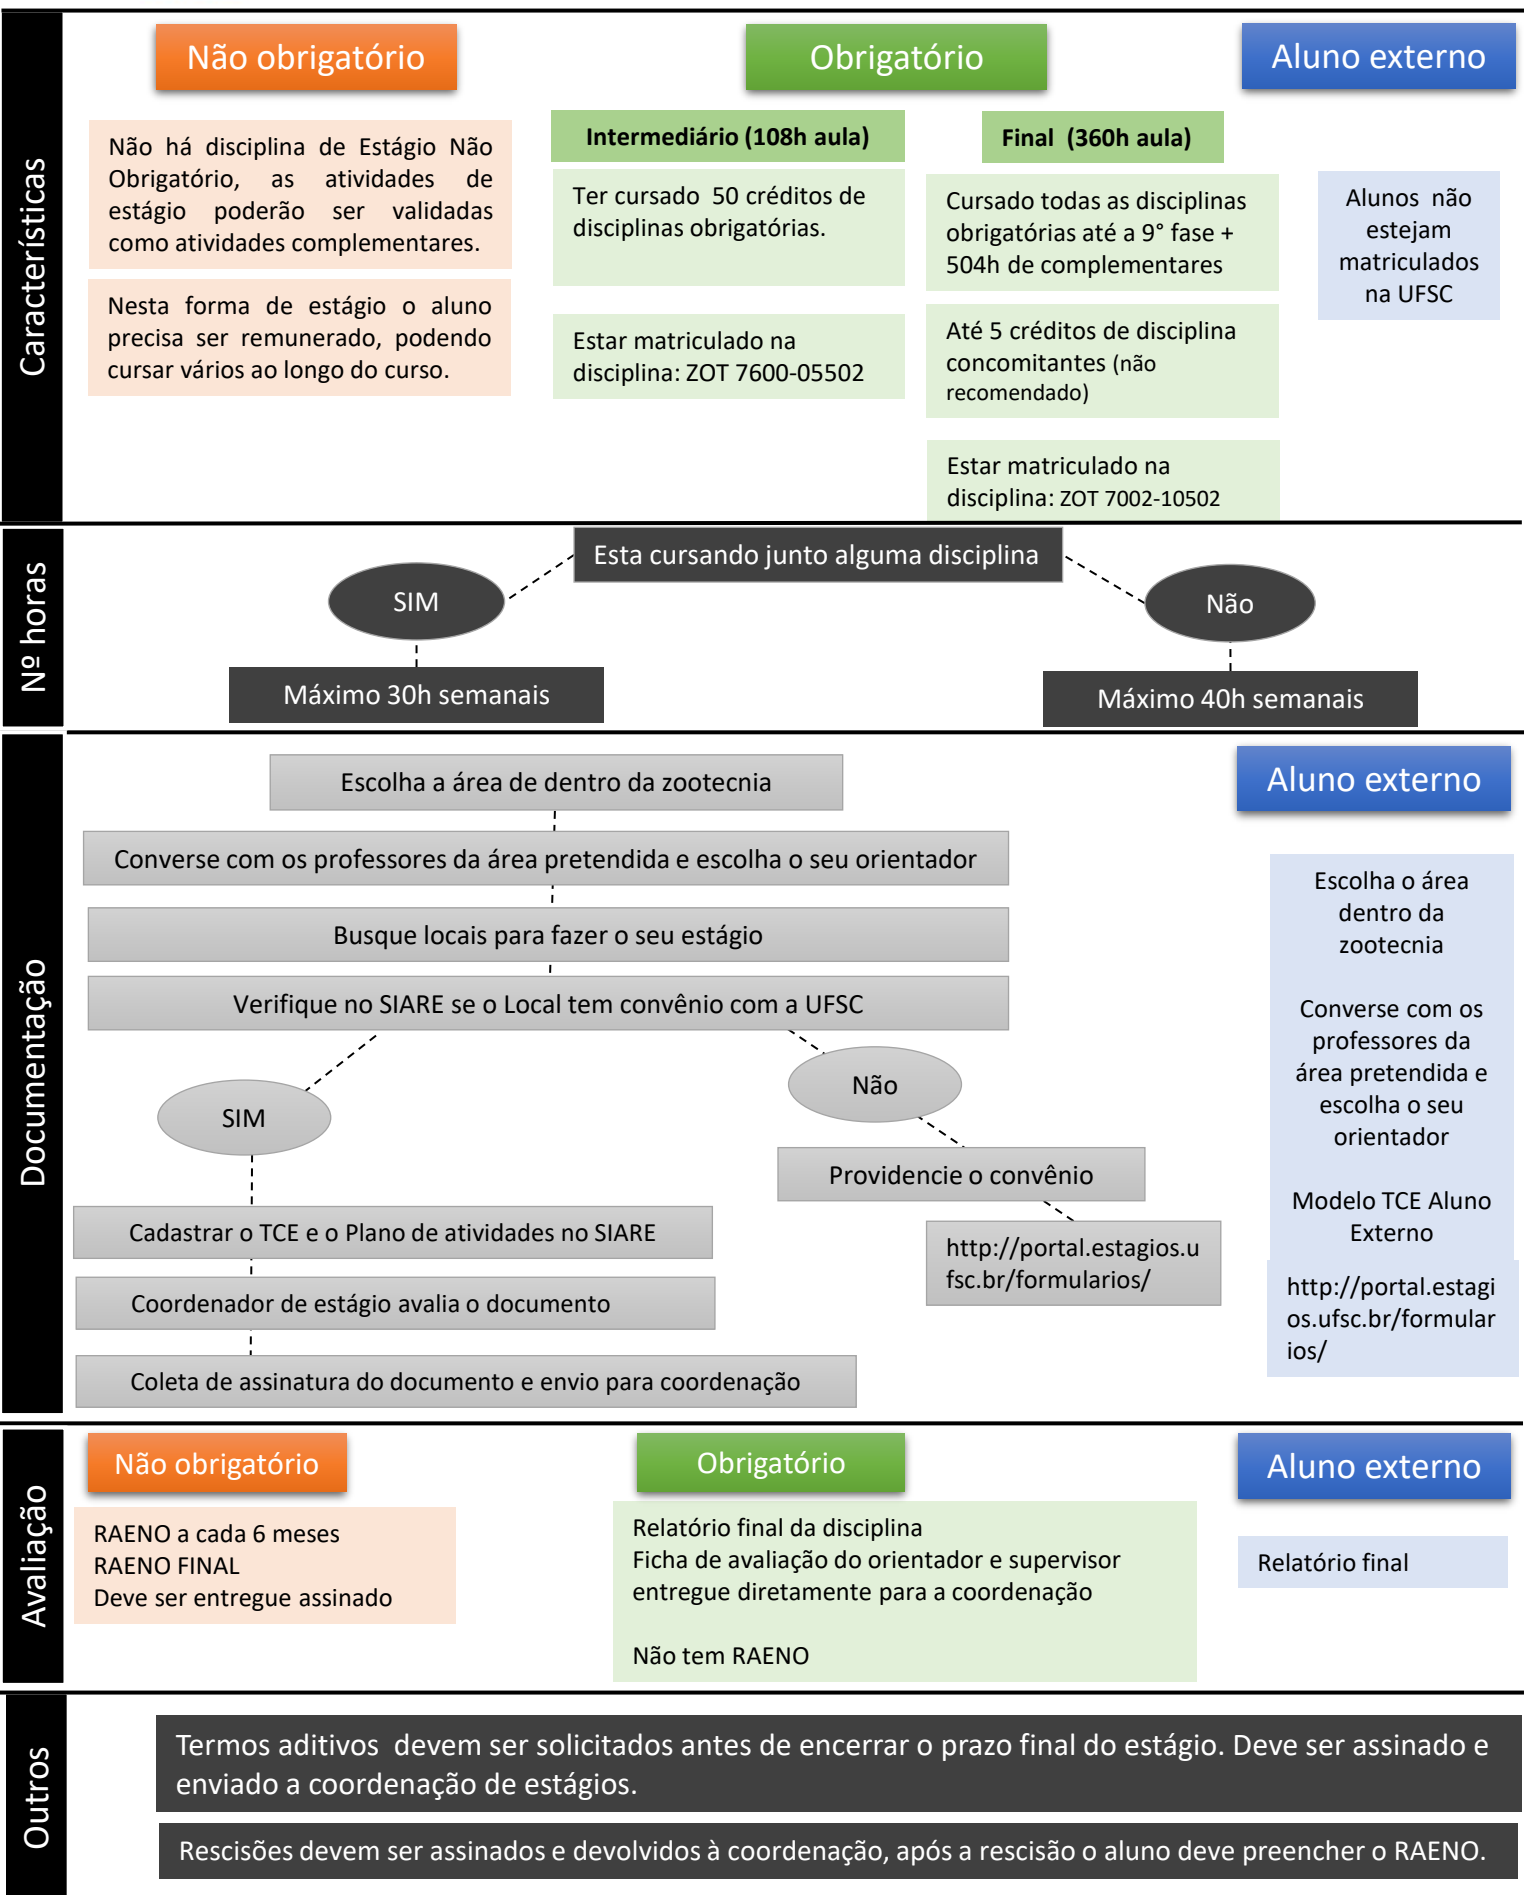 Características
Não obrigatório
Não há disciplina de Estágio Não
Obrigatório, as atividades de
estágio poderão ser validadas
como atividades complementares.
Nesta forma de estágio o aluno
precisa ser remunerado, podendo
cursar vários ao longo do curso.
Obrigatório
Intermediário (108h aula)
Ter cursado 50 créditos de
disciplinas obrigatórias.
Estar matriculado na
disciplina: ZOT 7600-05502
Final (360h aula)
Cursado todas as disciplinas
obrigatórias até a 9° fase +
504h de complementares
Até 5 créditos de disciplina
concomitantes (não
recomendado)
Estar matriculado na
disciplina: ZOT 7002-10502
Aluno externo
Alunos não
estejam
matriculados
na UFSC
Nº horas
Esta cursando junto alguma disciplina
SIM
Não
Máximo 30h semanais
Máximo 40h semanais
Documentação
Escolha a área de dentro da zootecnia
Converse com os professores da área pretendida e escolha o seu orientador
Busque locais para fazer o seu estágio
Verifique no SIARE se o Local tem convênio com a UFSC
SIM
Não
Cadastrar o TCE e o Plano de atividades no SIARE
Coordenador de estágio avalia o documento
Coleta de assinatura do documento e envio para coordenação
Providencie o convênio
http://portal.estagios.u
fsc.br/formularios/
Aluno externo
Escolha o área
dentro da
zootecnia
Converse com os
professores da
área pretendida e
escolha o seu
orientador
Modelo TCE Aluno
Externo
http://portal.estagi
os.ufsc.br/formular
ios/
Avaliação
Não obrigatório
RAENO a cada 6 meses
RAENO FINAL
Deve ser entregue assinado
Obrigatório
Relatório final da disciplina
Ficha de avaliação do orientador e supervisor
entregue diretamente para a coordenação
Não tem RAENO
Aluno externo
Relatório final
Outros
Termos aditivos devem ser solicitados antes de encerrar o prazo final do estágio. Deve ser assinado e
enviado a coordenação de estágios.
Rescisões devem ser assinados e devolvidos à coordenação, após a rescisão o aluno deve preencher o RAENO.